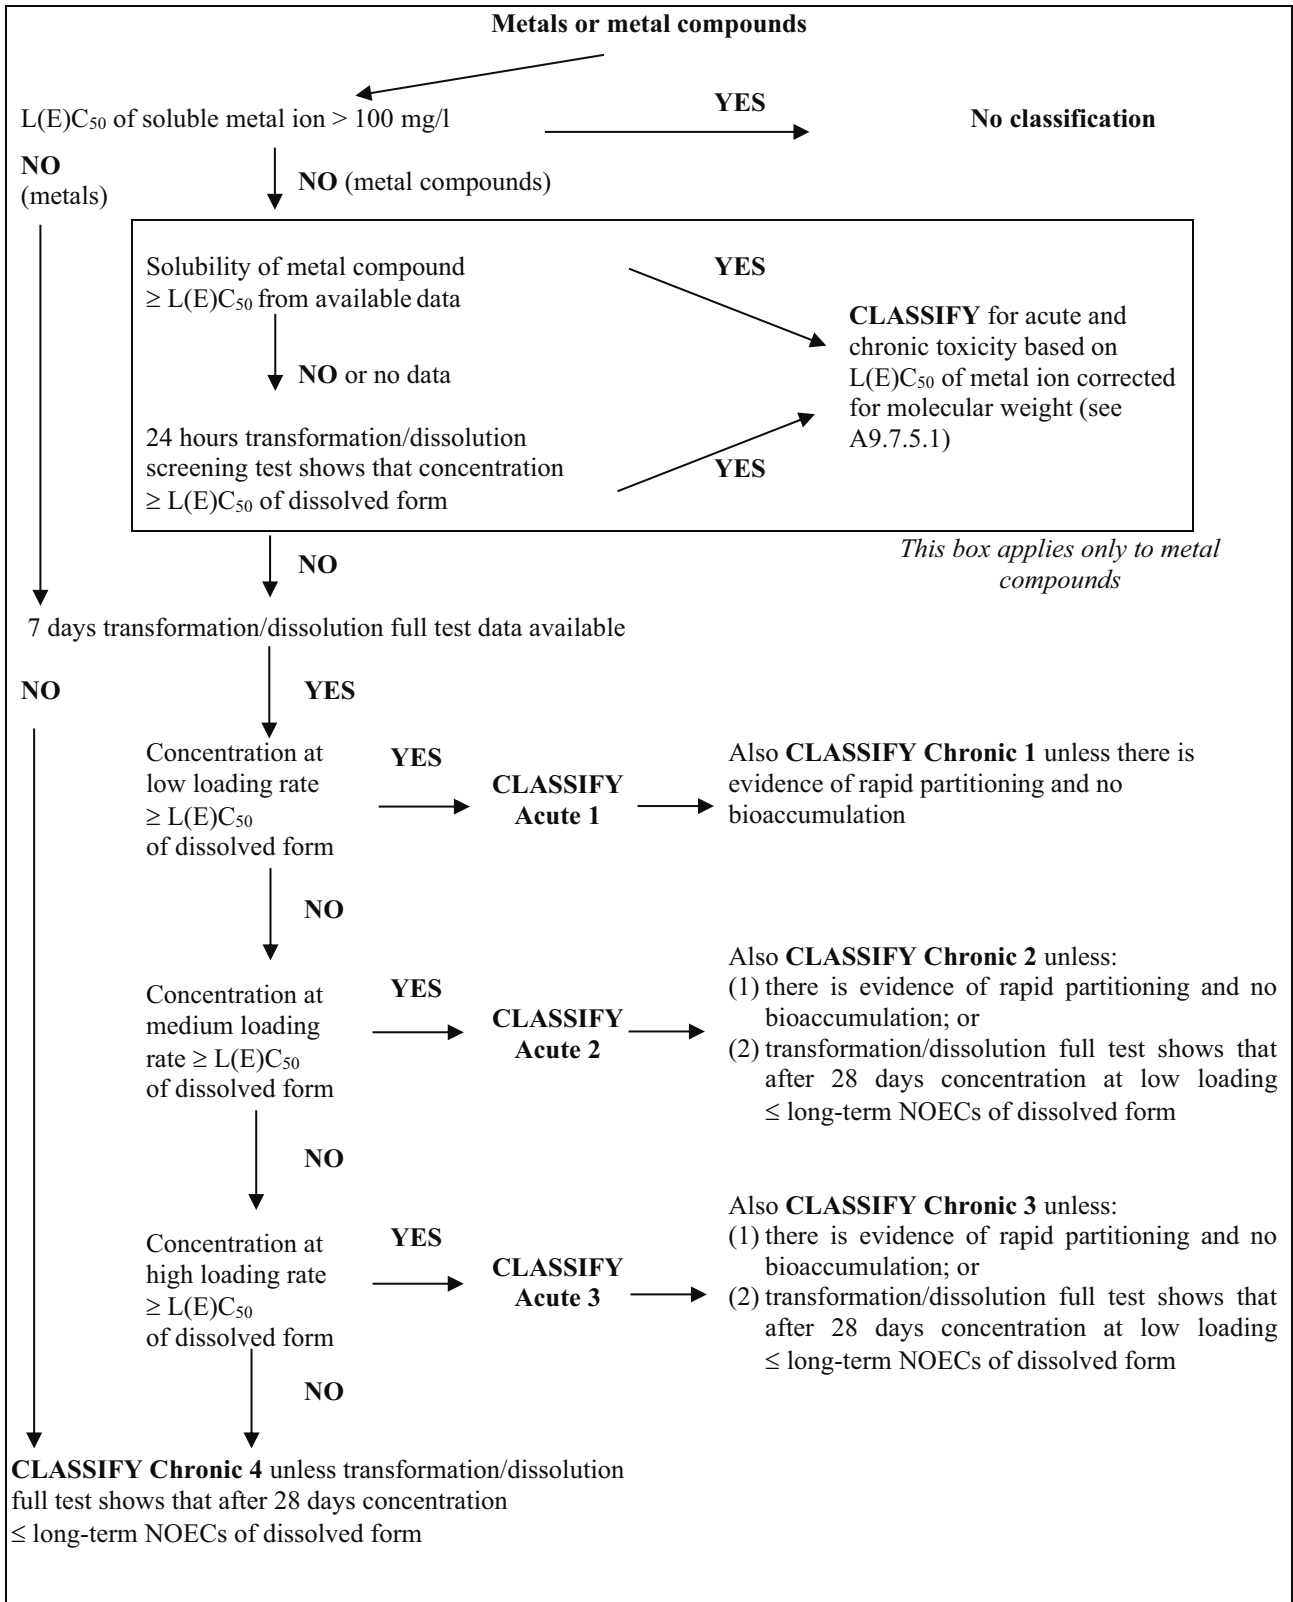 Metals or metal compounds
L(E)C₅₀ of soluble metal ion > 100 mg/l
YES
No classification
NO
(metals)
NO (metal compounds)
Solubility of metal compound
≥ L(E)C₅₀ from available data
YES
CLASSIFY for acute and
chronic toxicity based on
L(E)C₅₀ of metal ion corrected
for molecular weight (see
A9.7.5.1)
NO or no data
24 hours transformation/dissolution
screening test shows that concentration
≥ L(E)C₅₀ of dissolved form
YES
This box applies only to metal
compounds
NO
7 days transformation/dissolution full test data available
NO
YES
Concentration at
low loading rate
≥ L(E)C₅₀
of dissolved form
YES
CLASSIFY
Acute 1
Also CLASSIFY Chronic 1 unless there is
evidence of rapid partitioning and no
bioaccumulation
NO
Concentration at
medium loading
rate ≥ L(E)C₅₀
of dissolved form
YES
CLASSIFY
Acute 2
Also CLASSIFY Chronic 2 unless:
(1) there is evidence of rapid partitioning and no
bioaccumulation; or
(2) transformation/dissolution full test shows that
after 28 days concentration at low loading
≤ long-term NOECs of dissolved form
NO
Concentration at
high loading rate
≥ L(E)C₅₀
of dissolved form
YES
CLASSIFY
Acute 3
Also CLASSIFY Chronic 3 unless:
(1) there is evidence of rapid partitioning and no
bioaccumulation; or
(2) transformation/dissolution full test shows that
after 28 days concentration at low loading
≤ long-term NOECs of dissolved form
NO
CLASSIFY Chronic 4 unless transformation/dissolution
full test shows that after 28 days concentration
≤ long-term NOECs of dissolved form